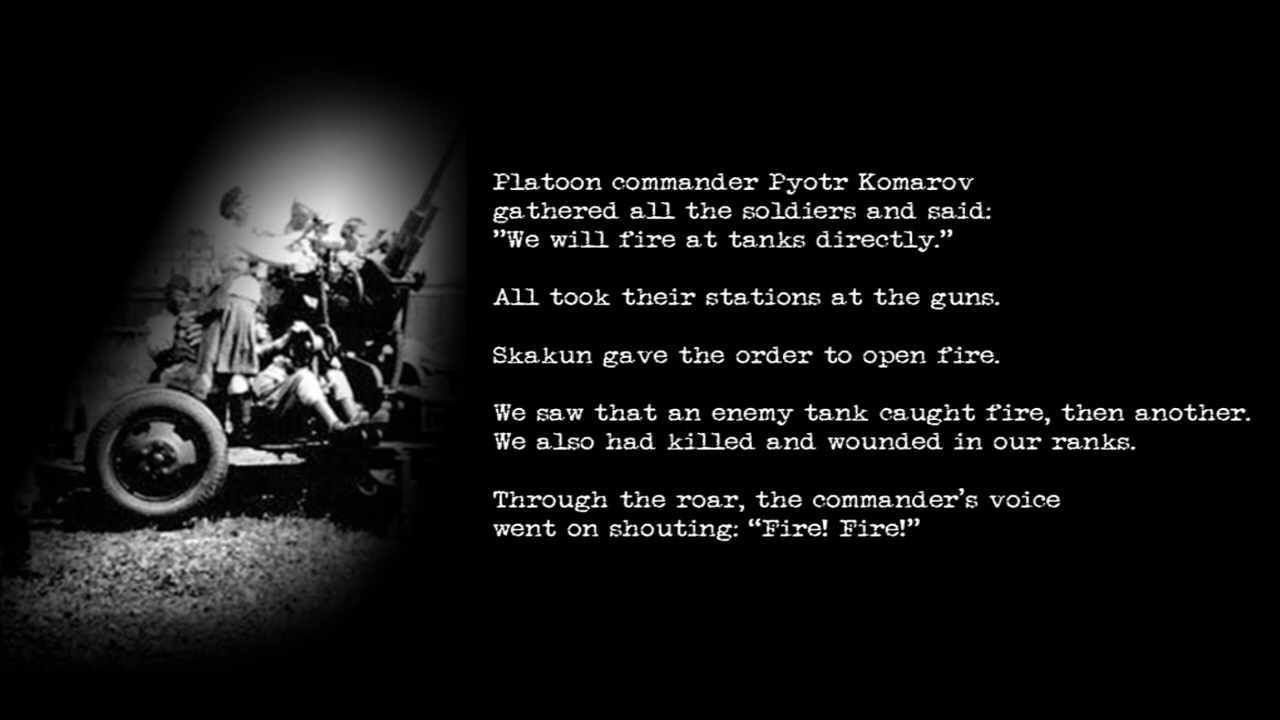 Platoon commander Pyotr Komarov
gathered all the soldiers and said:
”We will fire at tanks directly.”
All took their stations at the guns.
Skakun gave the order to open fire.
We saw that an enemy tank caught fire, then another.
We also had killed and wounded in our ranks.
Through the roar, the commander’s voice
went on shouting: “Fire! Fire!”